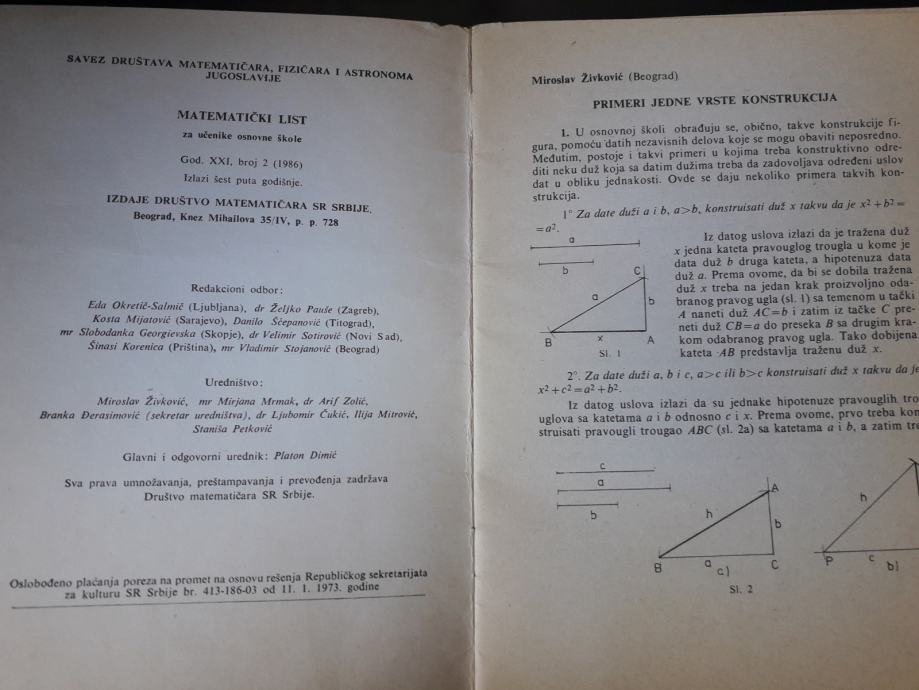 SAVEZ DRUŠTAVA MATEMATIČARA, FIZIČARA I ASTRONOMA
JUGOSLAVIJE
MATEMATIČKI LIST
za učenike osnovne škole
God. XXI, broj 2 (1986)
Izlazi šest puta godišnje.
IZDAJE DRUŠTVO MATEMATIČARA SR SRBIJE,
Beograd, Knez Mihailova 35/IV, p. p. 728
Redakcioni odbor:
Eda Okretič-Salmič (Ljubljana), dr Željko Pauše (Zagreb),
Kosta Mijatović (Sarajevo), Danilo Šćepanović (Titograd),
mr Slobodanka Georgievska (Skopje), dr Velimir Sotirović (Novi Sad),
Šinasi Korenica (Priština), mr Vladimir Stojanović (Beograd)
Uredništvo:
Miroslav Živković, mr Mirjana Mrmak, dr Arif Zolić,
Branka Đerasimović (sekretar uredništva), dr Ljubomir Čukić, Ilija Mitrović,
Staniša Petković
Glavni i odgovorni urednik: Platon Dimić
Sva prava umnožavanja, preštampavanja i prevođenja zadržava
Društvo matematičara SR Srbije.
Oslobođeno plaćanja poreza na promet na osnovu rešenja Republičkog sekretarijata
za kulturu SR Srbije br. 413-186-03 od 11. 1. 1973. godine
Miroslav Živković (Beograd)
PRIMERI JEDNE VRSTE KONSTRUKCIJA
1. U osnovnoj školi obrađuju se, obično, takve konstrukcije fi-
gura, pomoću datih nezavisnih delova koje se mogu obaviti neposredno.
Međutim, postoje i takvi primeri u kojima treba konstruktivno odre-
diti neku duž koja sa datim dužima treba da zadovoljava određeni uslov
dat u obliku jednakosti. Ovde se daju nekoliko primera takvih kon-
strukcija.
1° Za date duži a i b, a>b, konstruisati duž x takvu da je x²+b²=
=a².
a
b
C
a
b
B
x
A
Sl. 1
Iz datog uslova izlazi da je tražena duž
x jedna kateta pravouglog trougla u kome je
data duž b druga kateta, a hipotenuza data
duž a. Prema ovome, da bi se dobila tražena
duž x treba na jedan krak proizvoljno oda-
branog pravog ugla (sl. 1) sa temenom u tački
A naneti duž AC=b i zatim iz tačke C pre-
neti duž CB=a do preseka B sa drugim kra-
kom odabranog pravog ugla. Tako dobijena
kateta AB predstavlja traženu duž x.
2°. Za date duži a, b i c, a>c ili b>c konstruisati duž x takvu da je
x²+c²=a²+b².
Iz datog uslova izlazi da su jednake hipotenuze pravouglih tro
uglova sa katetama a i b odnosno c i x. Prema ovome, prvo treba kon
struisati pravougli trougao ABC (sl. 2a) sa katetama a i b, a zatim tre
c
a
b
A
h
b
B
a
C
c)
h
P
c
b)
Sl. 2